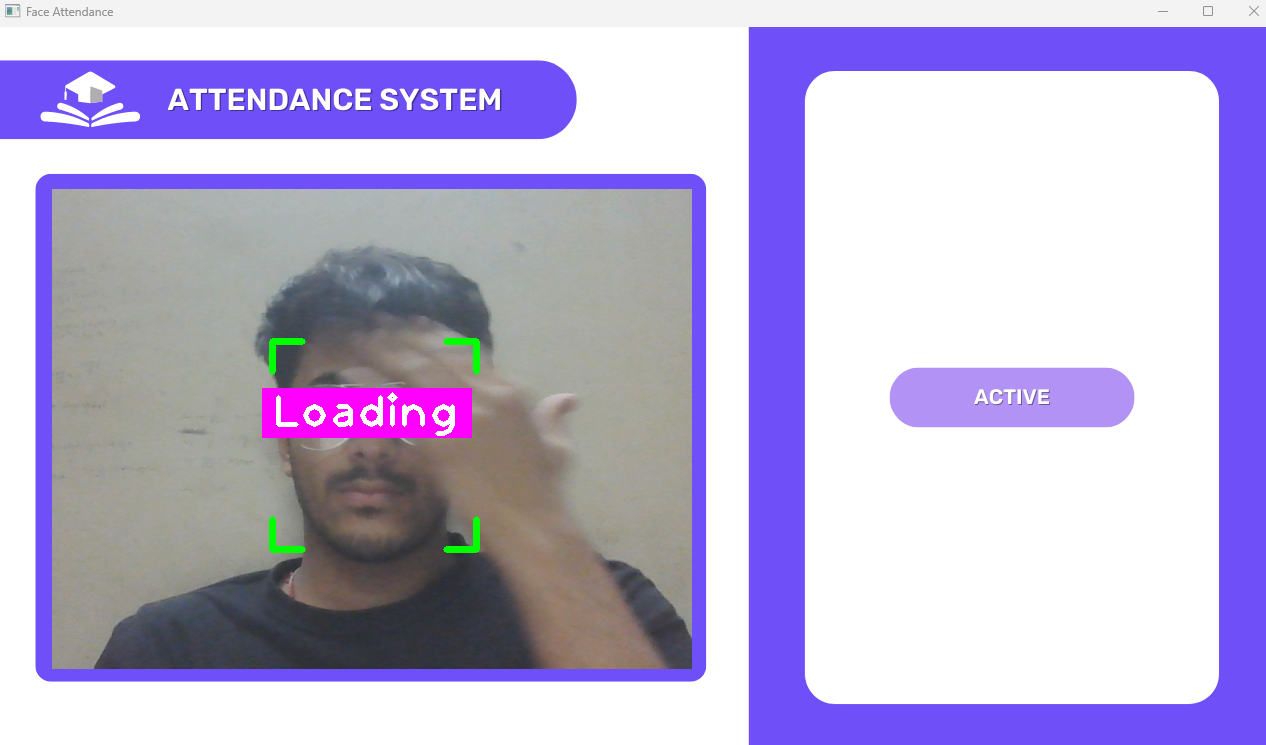 Face Attendance
ATTENDANCE SYSTEM
Loading
ACTIVE